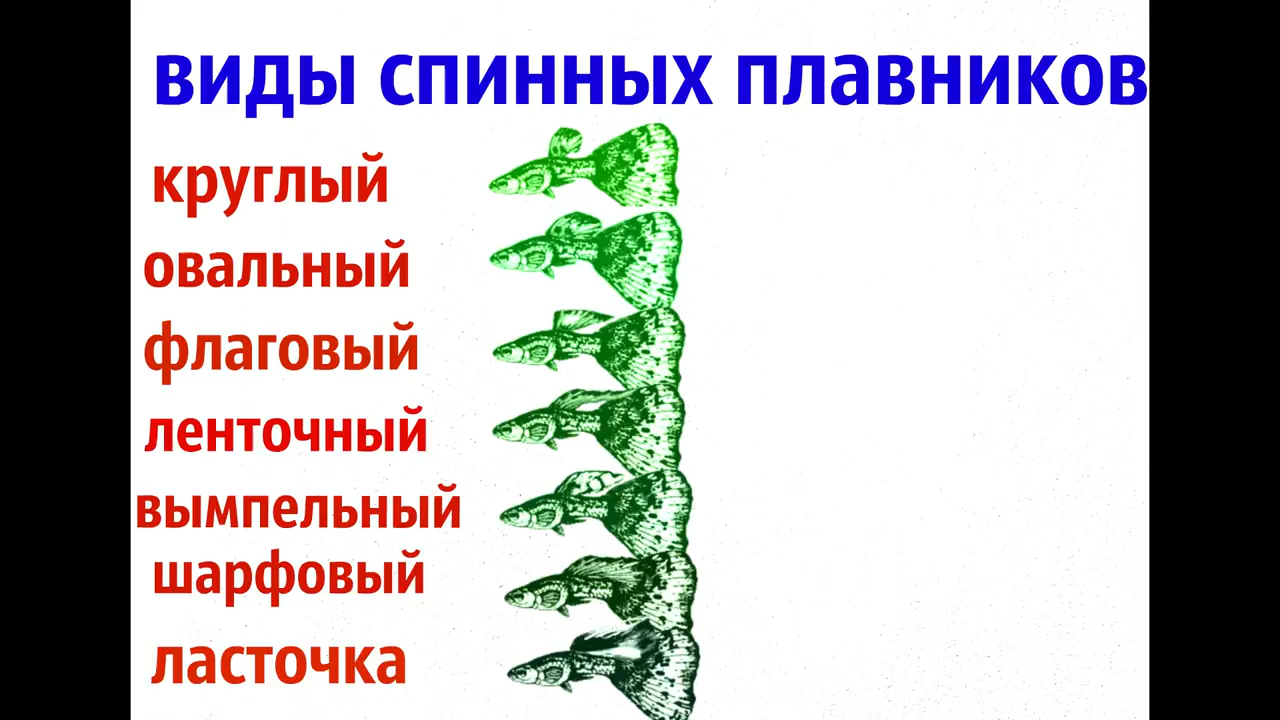 виды спинных плавников
круглый
овальный
флаговый
ленточный
вымпельный
шарфовый
ласточка